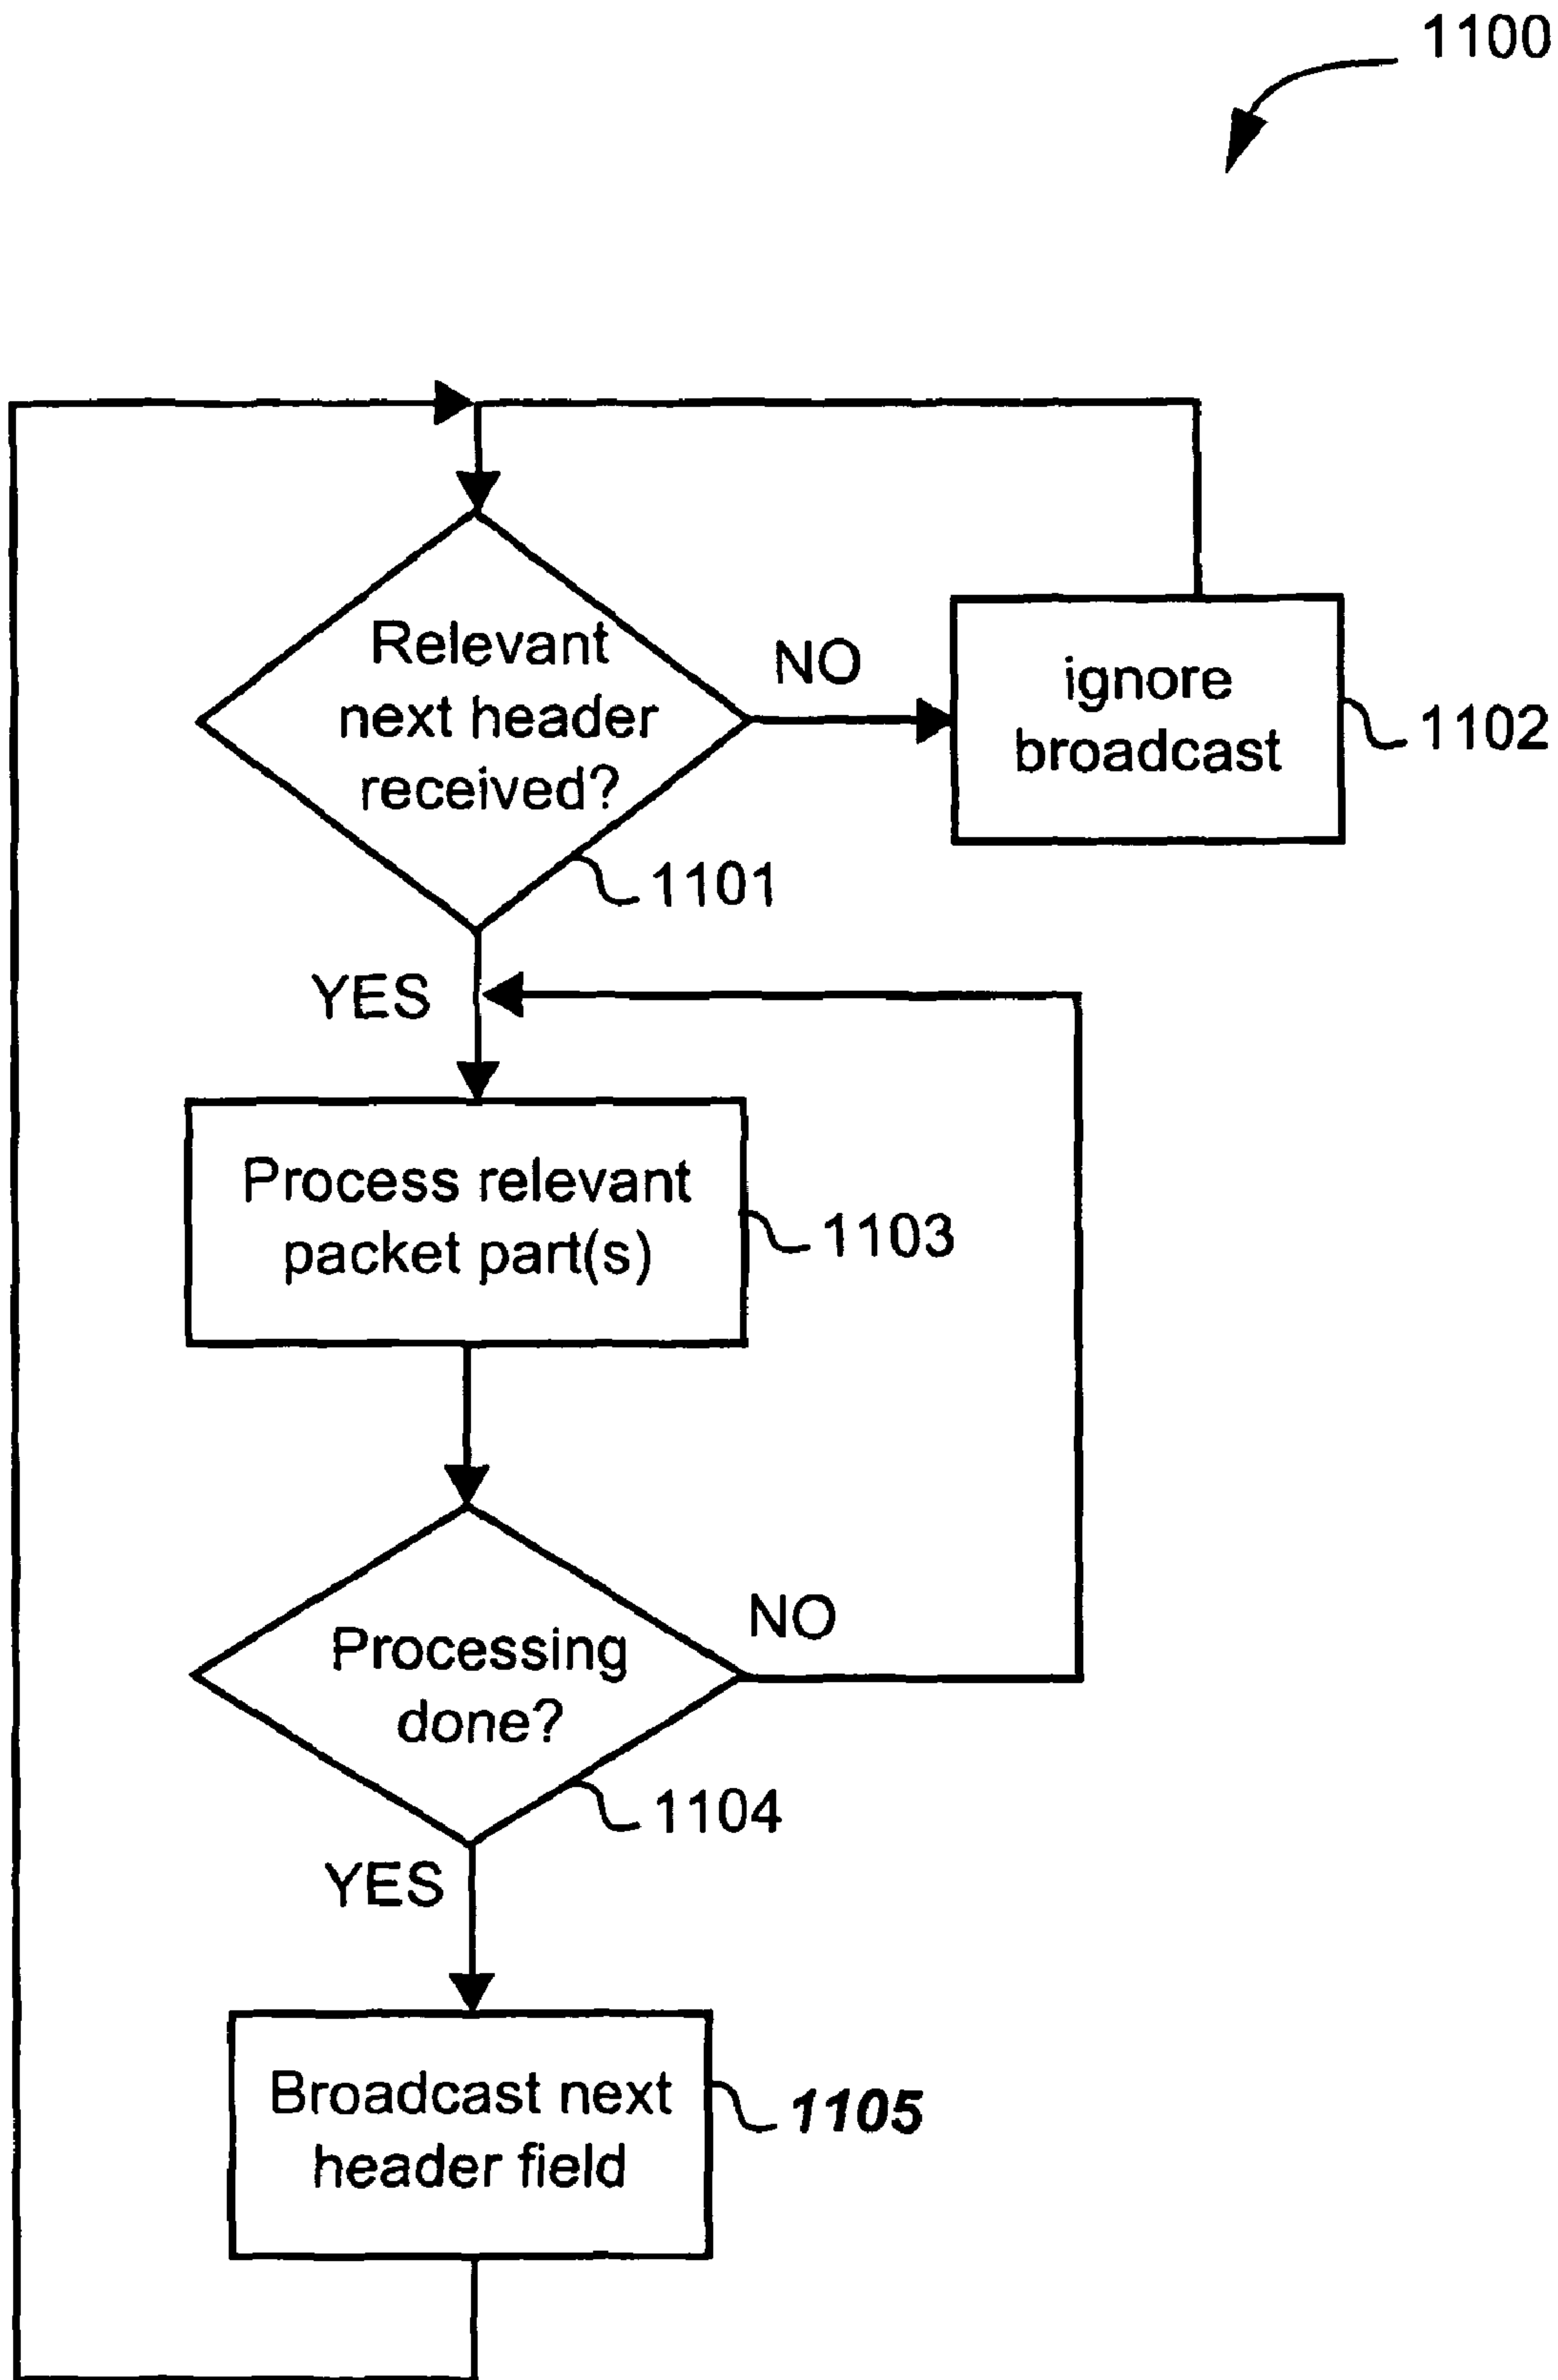 1100
Relevant
next header
received?
NO
ignore
broadcast
1102
1101
YES
Process relevant
packet part(s)
1103
Processing
done?
NO
1104
YES
Broadcast next
header field
1105